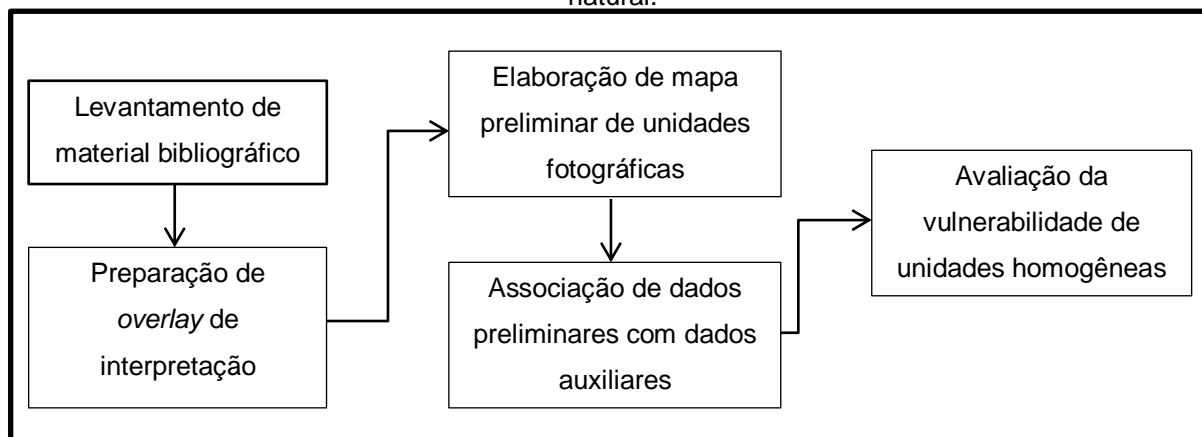 natural.
Levantamento de
material bibliográfico
Preparação de
overlay de
interpretação
Elaboração de mapa
preliminar de unidades
fotográficas
Associação de dados
preliminares com dados
auxiliares
Avaliação da
vulnerabilidade de
unidades homogêneas